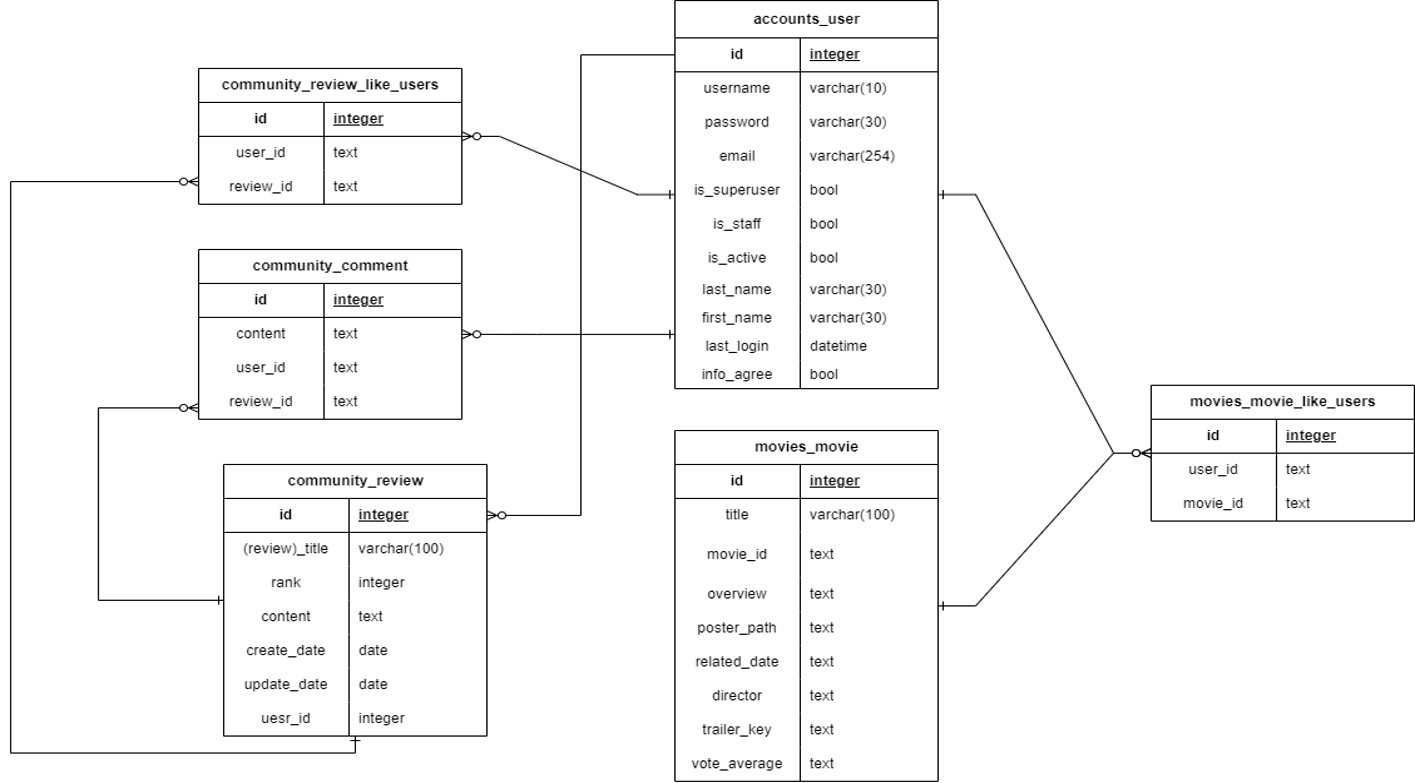 accounts_user
id integer
username varchar(10)
password varchar(30)
email varchar(254)
is_superuser bool
is_staff bool
is_active bool
last_name varchar(30)
first_name varchar(30)
last_login datetime
info_agree bool
community_review_like_users
id integer
user_id text
review_id text
community_comment
id integer
content text
user_id text
review_id text
community_review
id integer
(review)_title varchar(100)
rank integer
content text
create_date date
update_date date
uesr_id integer
movies_movie
id integer
title varchar(100)
movie_id text
overview text
poster_path text
related_date text
director text
trailer_key text
vote_average text
movies_movie_like_users
id integer
user_id text
movie_id text